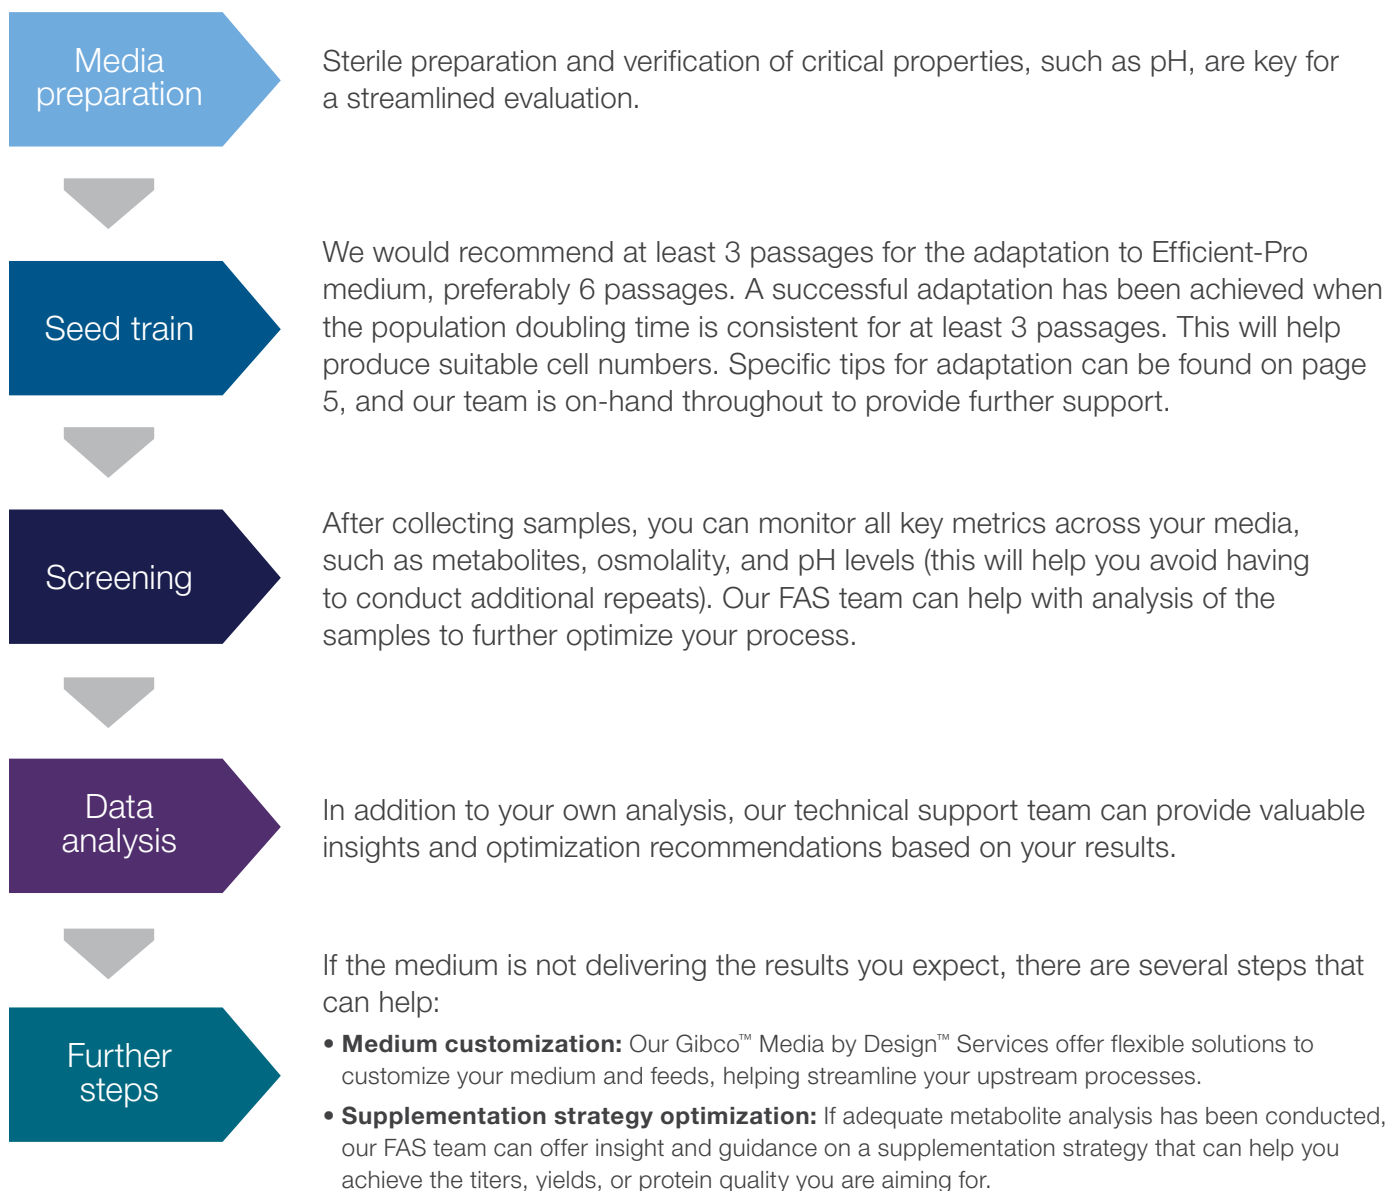 Media
preparation
Sterile preparation and verification of critical properties, such as pH, are key for
a streamlined evaluation.
Seed train
We would recommend at least 3 passages for the adaptation to Efficient-Pro
medium, preferably 6 passages. A successful adaptation has been achieved when
the population doubling time is consistent for at least 3 passages. This will help
produce suitable cell numbers. Specific tips for adaptation can be found on page
5, and our team is on-hand throughout to provide further support.
Screening
After collecting samples, you can monitor all key metrics across your media,
such as metabolites, osmolality, and pH levels (this will help you avoid having
to conduct additional repeats). Our FAS team can help with analysis of the
samples to further optimize your process.
Data
analysis
In addition to your own analysis, our technical support team can provide valuable
insights and optimization recommendations based on your results.
Further
steps
If the medium is not delivering the results you expect, there are several steps that
can help:
• Medium customization: Our Gibco™ Media by Design™ Services offer flexible solutions to
customize your medium and feeds, helping streamline your upstream processes.
• Supplementation strategy optimization: If adequate metabolite analysis has been conducted,
our FAS team can offer insight and guidance on a supplementation strategy that can help you
achieve the titers, yields, or protein quality you are aiming for.